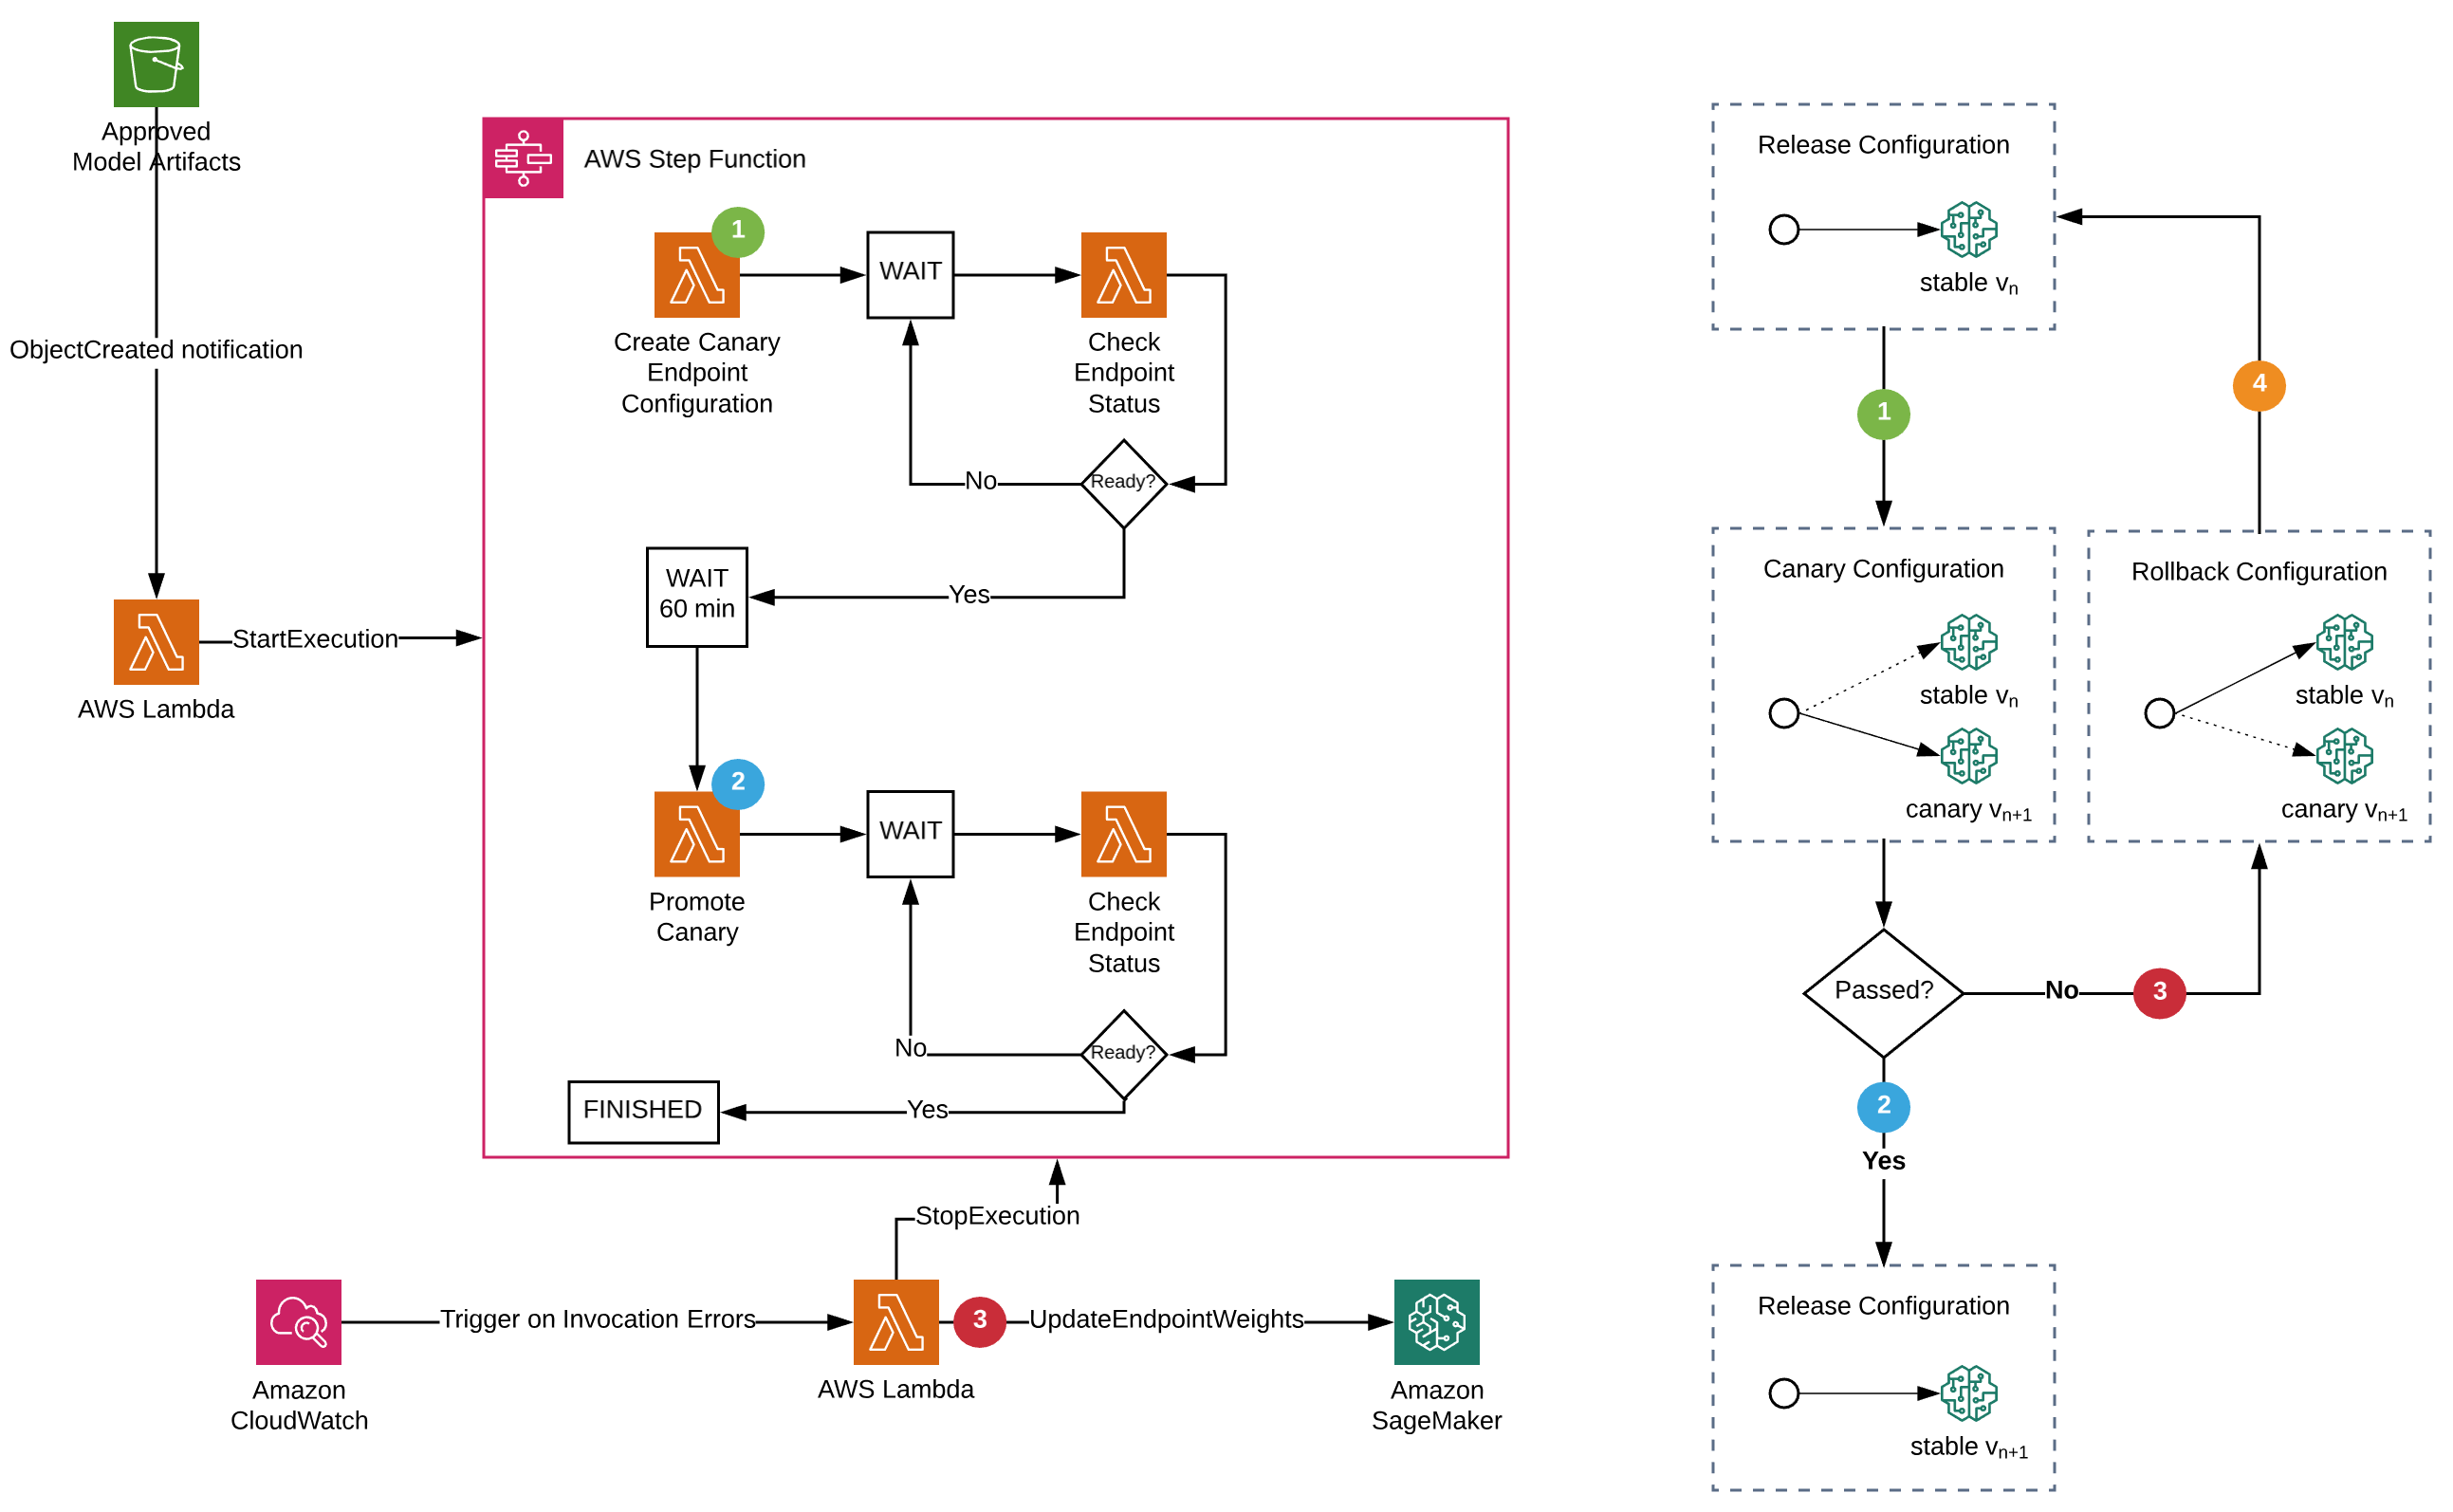 Approved
Model Artifacts
ObjectCreated notification
StartExecution
AWS Lambda
AWS Step Function
1
WAIT
Create Canary
Endpoint
Configuration
Check
Endpoint
Status
Ready?
No
Yes
WAIT
60 min
2
WAIT
Promote
Canary
Check
Endpoint
Status
Ready?
No
Yes
FINISHED
StopExecution
Trigger on Invocation Errors
3
UpdateEndpointWeights
Amazon
CloudWatch
AWS Lambda
Amazon
SageMaker
Release Configuration
stable vn
1
4
Canary Configuration
stable vn
canary vn+1
Rollback Configuration
stable vn
canary vn+1
Passed?
No
3
2
Yes
Release Configuration
stable vn+1